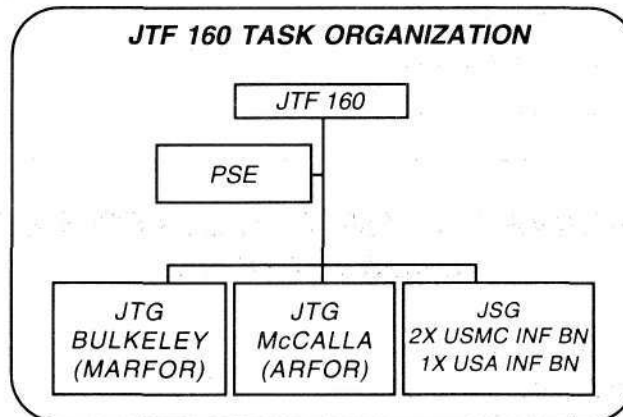 JTF 160 TASK ORGANIZATION
JTF 160
PSE
JTG
BULKELEY
(MARFOR)
JTG
McCALLA
(ARFOR)
JSG
2X USMC INF BN
1X USA INF BN